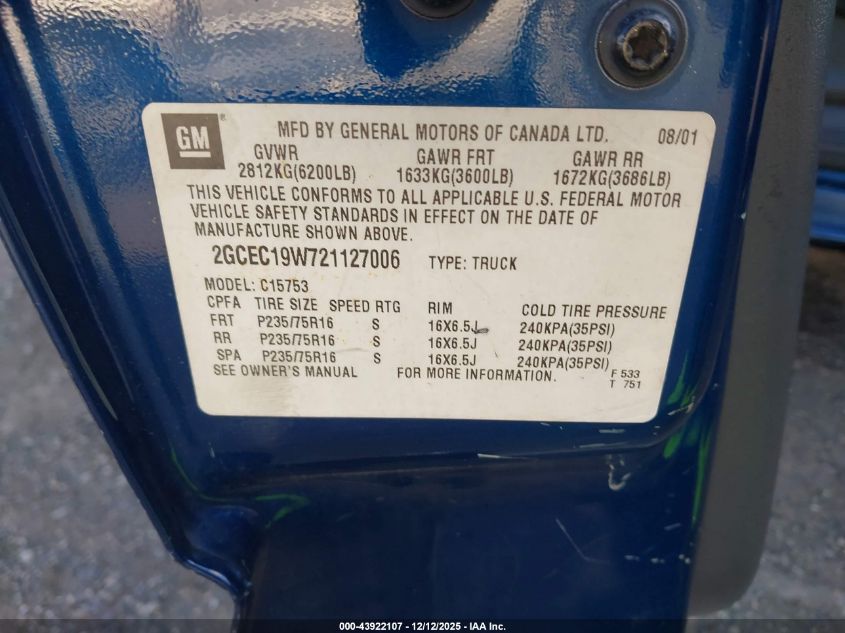 GM ®
MFD BY GENERAL MOTORS OF CANADA LTD. 08/01
GVWR GAWR FRT GAWR RR
2812KG(6200LB) 1633KG(3600LB) 1672KG(3686LB)
THIS VEHICLE CONFORMS TO ALL APPLICABLE U.S. FEDERAL MOTOR
VEHICLE SAFETY STANDARDS IN EFFECT ON THE DATE OF
MANUFACTURE SHOWN ABOVE.
2GCEC19W721127006 TYPE: TRUCK
MODEL: C15753
CPFA TIRE SIZE SPEED RTG RIM COLD TIRE PRESSURE
FRT P235/75R16 S 16X6.5J 240KPA(35PSI)
RR P235/75R16 S 16X6.5J 240KPA(35PSI)
SPA P235/75R16 S 16X6.5J 240KPA(35PSI)
SEE OWNER'S MANUAL FOR MORE INFORMATION. F 533
T 751
000-43922107 - 12/12/2025 - IAA Inc.